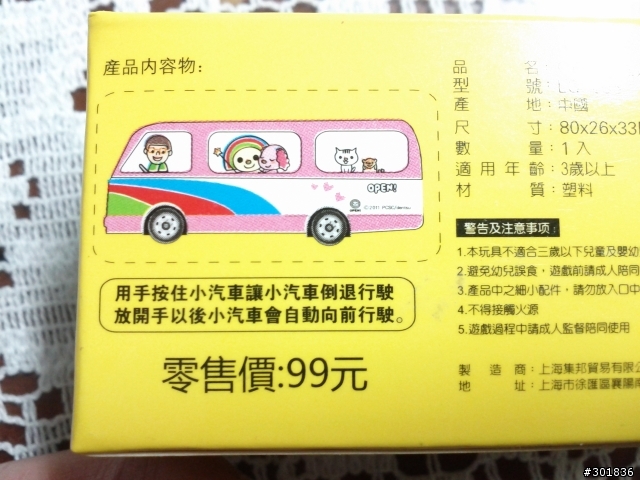 產品內容物：
OPEN!
用手按住小汽車讓小汽車倒退行駛
放開手以後小汽車會自動向前行駛。
零售價:99元
品 名:
型 號:
產 地:中國
尺 寸:80x26x33
數 量:1入
適用年齡:3歲以上
材 質:塑料
警告及注意事項:
1.本玩具不適合三歲以下兒童及嬰幼
2.避免幼兒誤食，遊戲前請成人陪同
3.產品中之細小配件，請勿放入口中
4.不得接觸火源
5.遊戲過程中請成人監督陪同使用
製 造 商:上海集邦貿易有限公
地 址:上海市徐匯區襄陽南
#301836